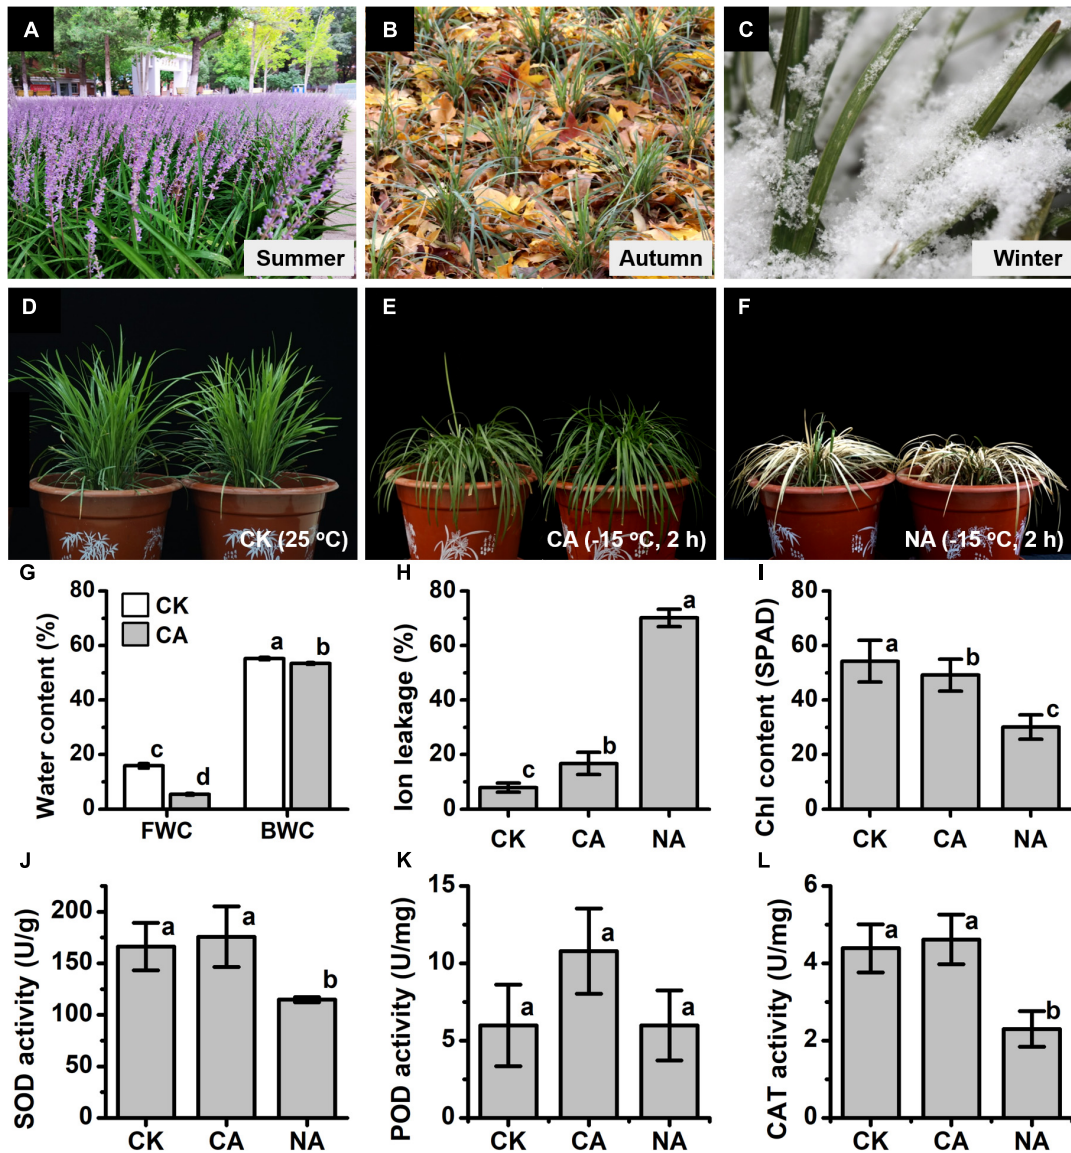 A
Summer
B
Autumn
C
Winter
D
CK (25 ºC)
E
CA (-15 ºC, 2 h)
F
NA (-15 ºC, 2 h)
G
Water content (%)
80
60
40
20
0
CK
CA
c
d
a
b
FWC
BWC
H
Ion leakage (%)
80
60
40
20
0
c
b
a
CK
CA
NA
I
Chl content (SPAD)
80
60
40
20
0
a
b
c
CK
CA
NA
J
SOD activity (U/g)
200
150
100
50
0
a
a
b
CK
CA
NA
K
POD activity (U/mg)
15
10
5
0
a
a
a
CK
CA
NA
L
CAT activity (U/mg)
6
4
2
0
a
a
b
CK
CA
NA